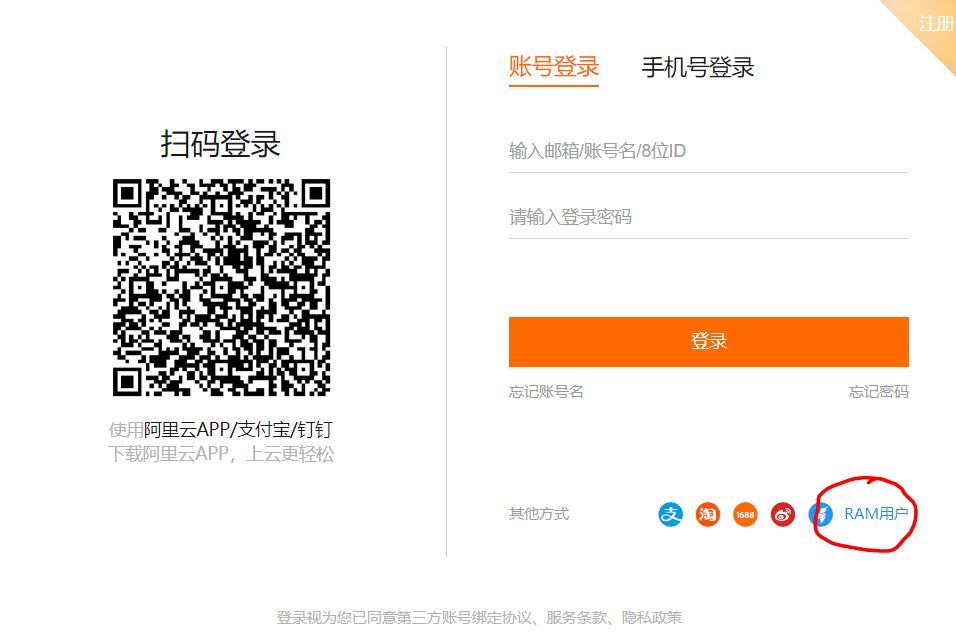 注册
账号登录 手机号登录
扫码登录
输入邮箱/账号名/8位ID
请输入登录密码
登录
忘记账号名 忘记密码
使用阿里云APP/支付宝/钉钉
下载阿里云APP，上云更轻松
其他方式 支 淘 1688 RAM用户
登录视为您已同意第三方账号绑定协议、服务条款、隐私政策